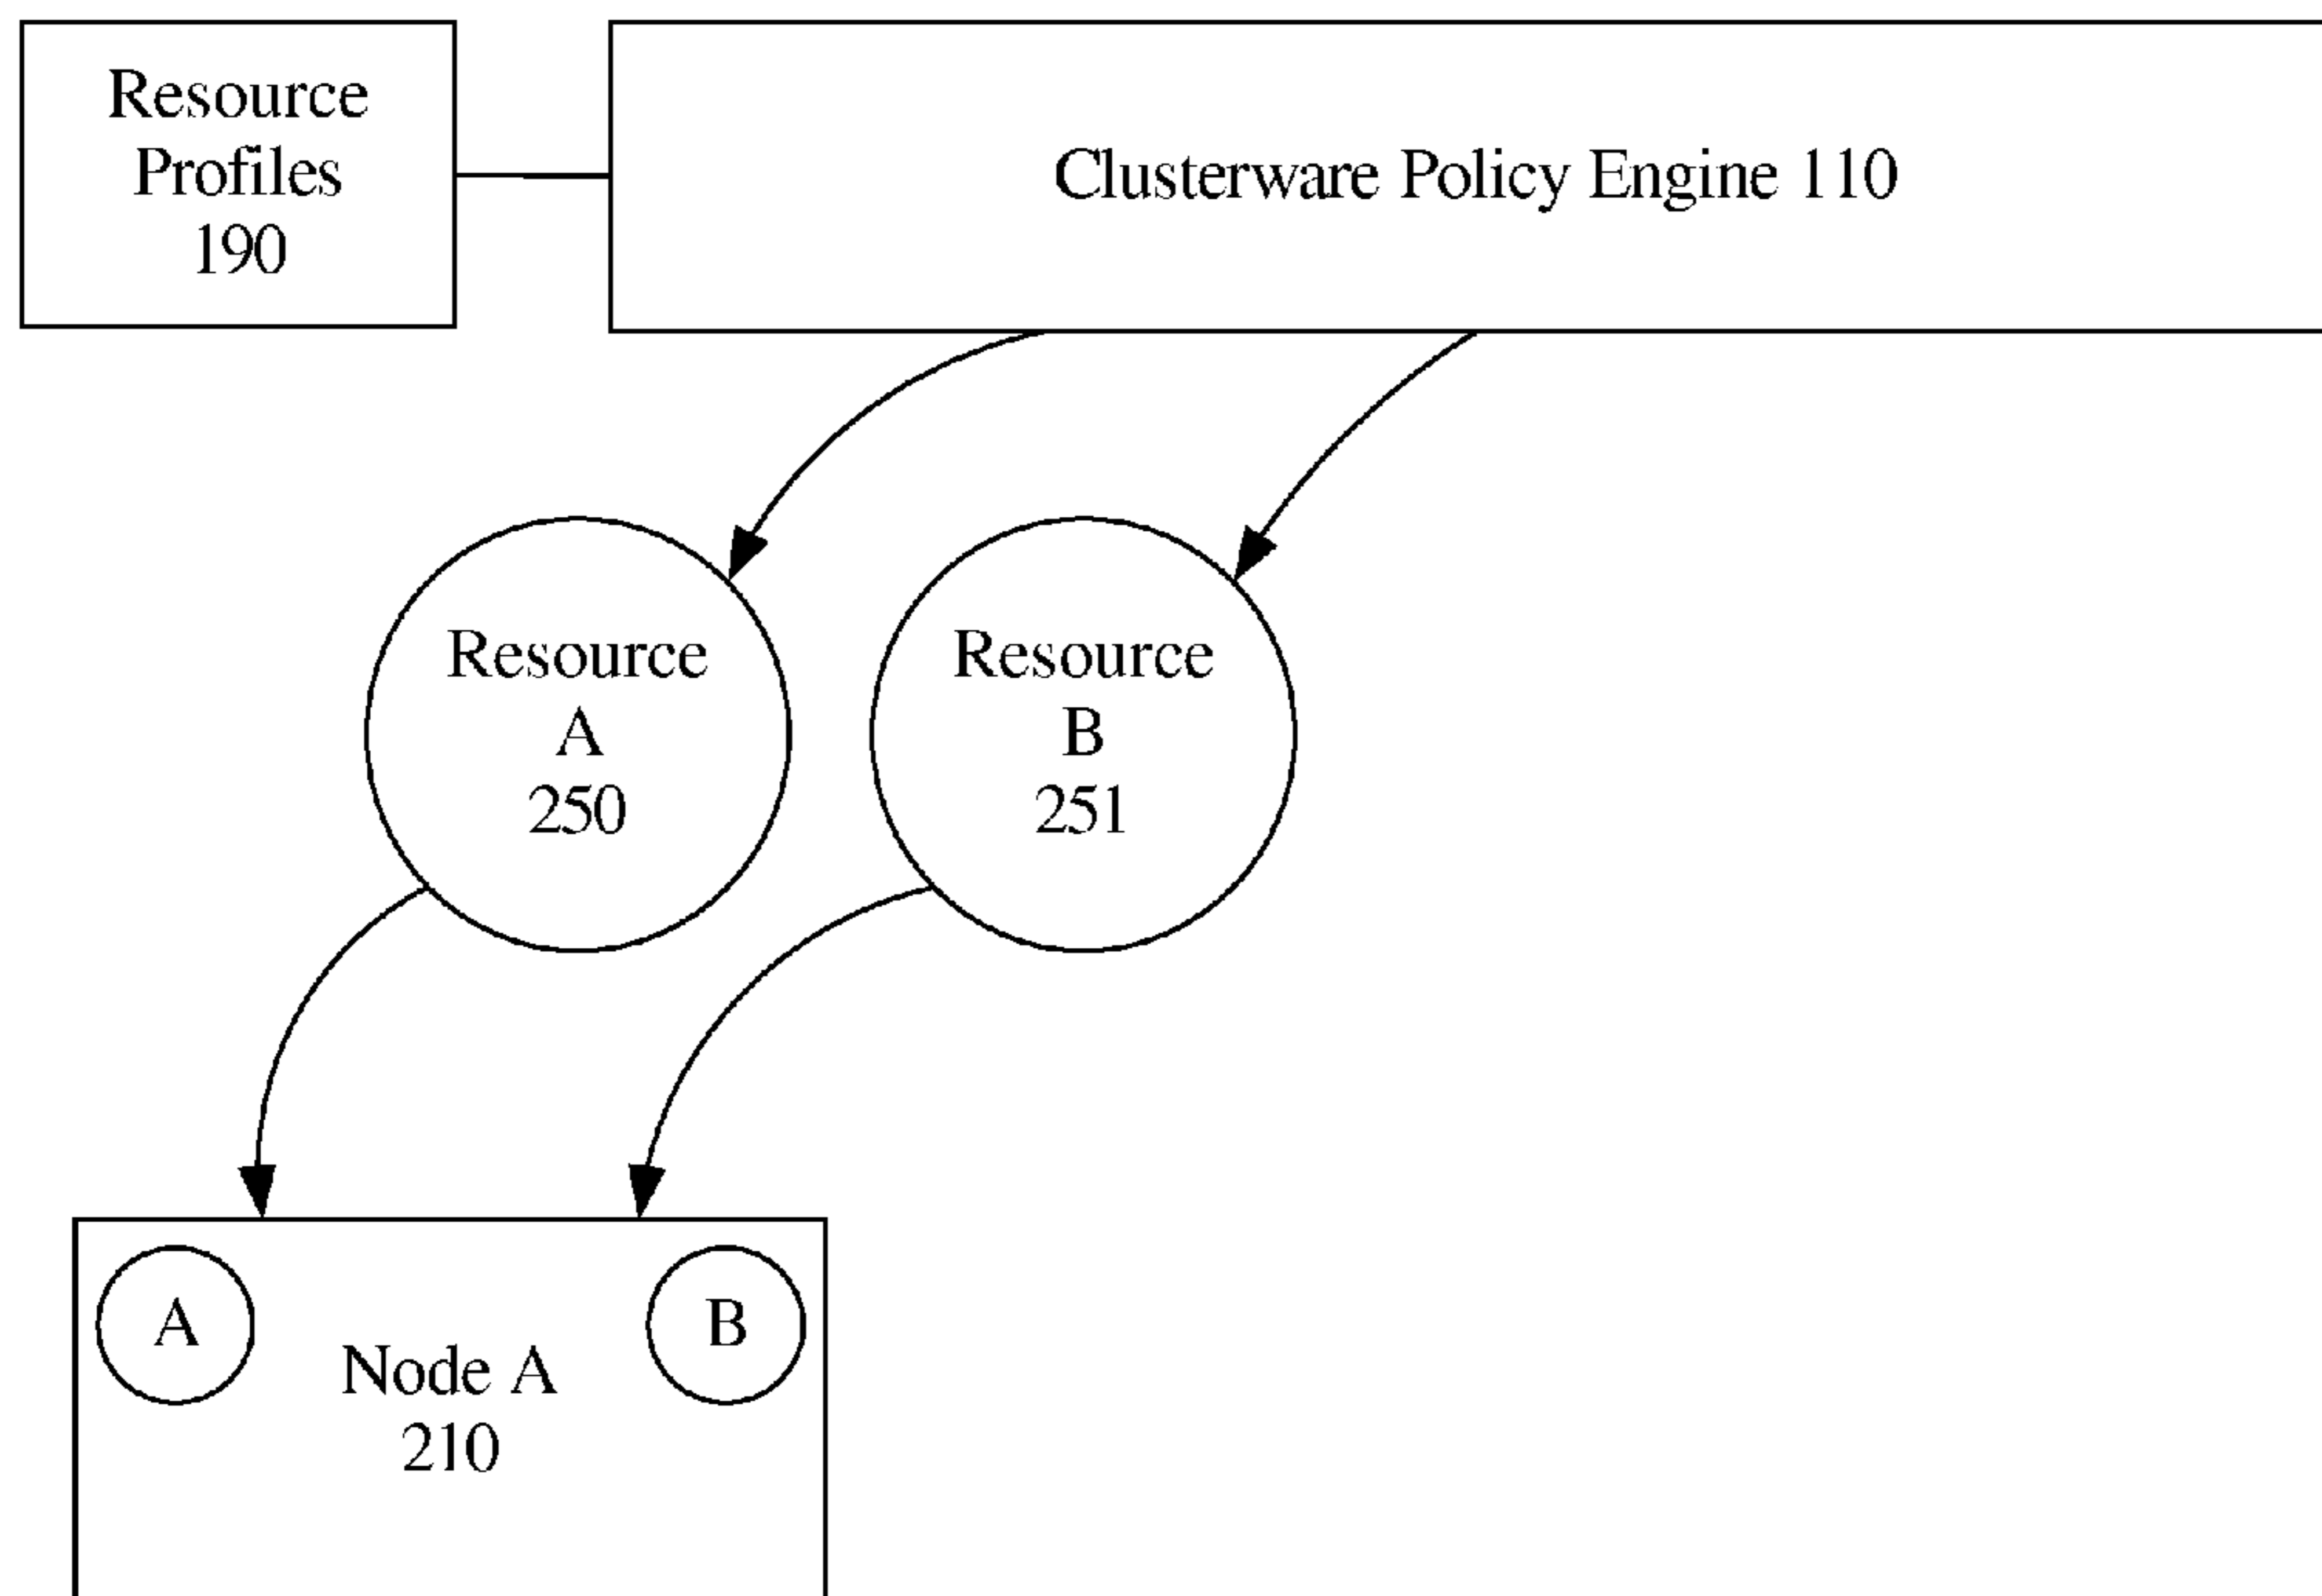 Resource
Profiles
190
Clusterware Policy Engine 110
Resource
A
250
Resource
B
251
A
B
Node A
210